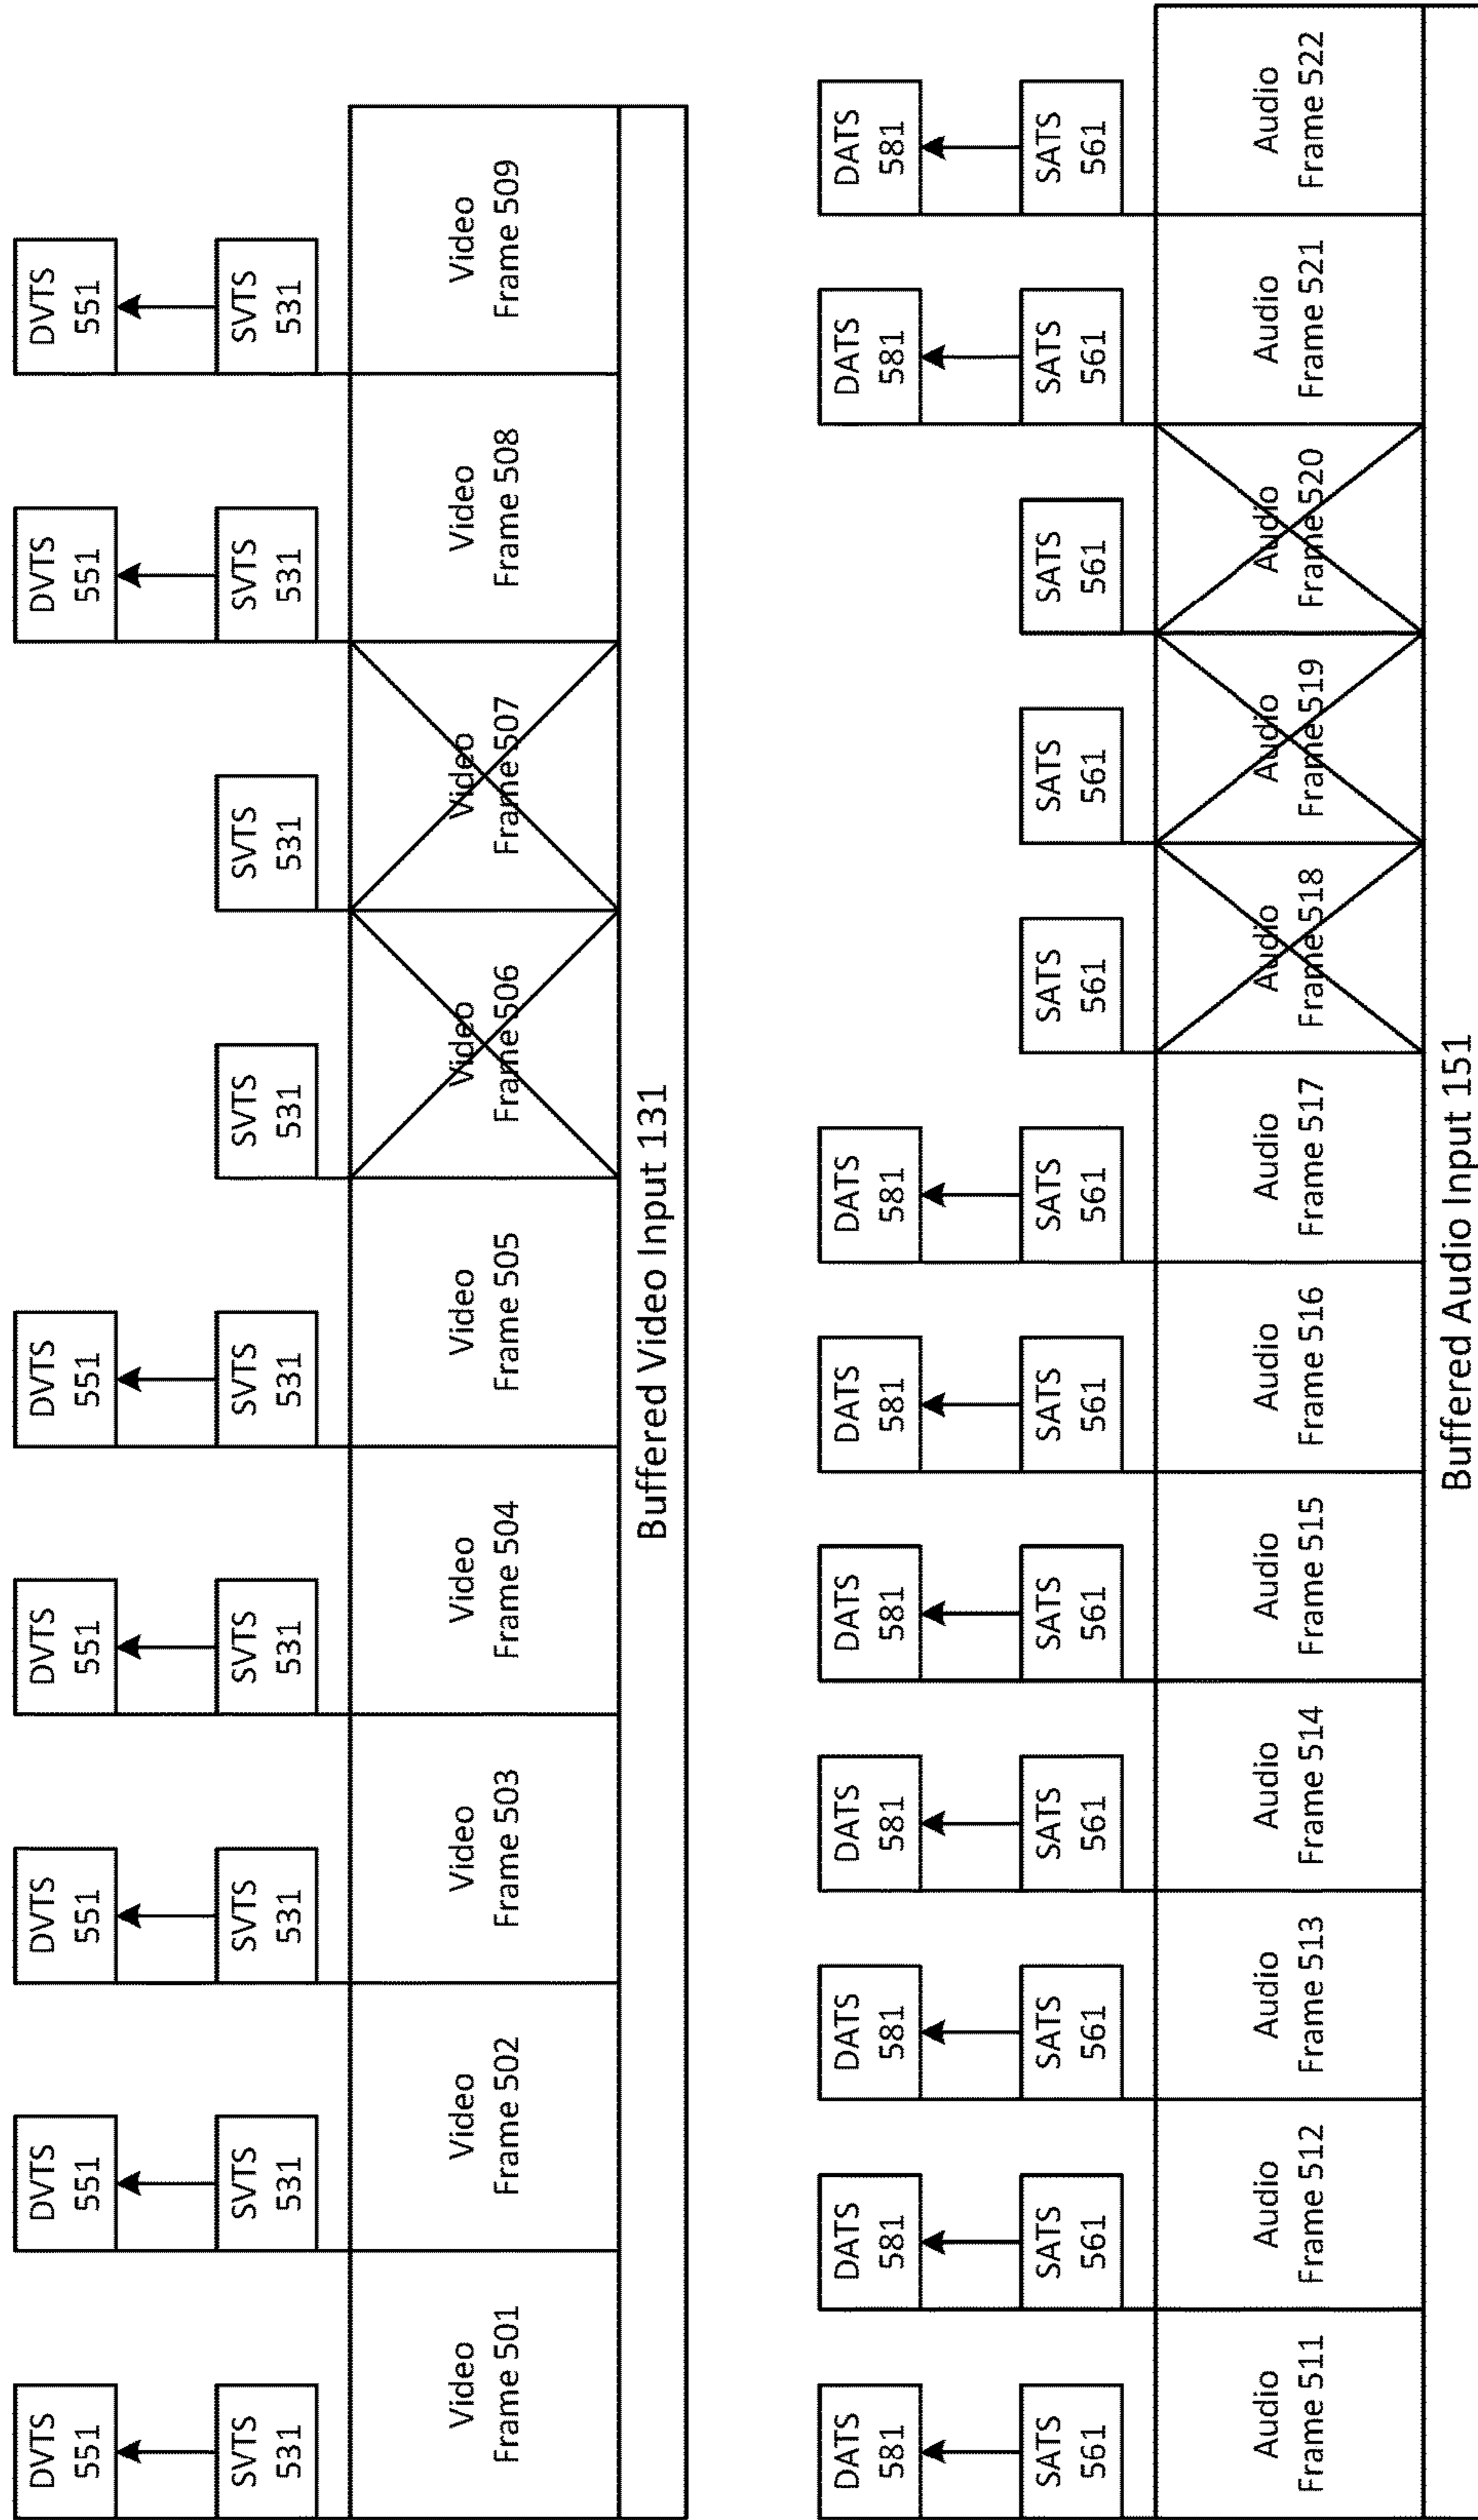 DVTS
551
DVTS
551
DVTS
551
DVTS
551
DVTS
551
DVTS
551
DVTS
551
SVTS
531
SVTS
531
SVTS
531
SVTS
531
SVTS
531
SVTS
531
SVTS
531
SVTS
531
SVTS
531
Video
Frame 501
Video
Frame 502
Video
Frame 503
Video
Frame 504
Video
Frame 505
Video
Frame 506
Video
Frame 507
Video
Frame 508
Video
Frame 509
Buffered Video Input 131
DATS
581
DATS
581
DATS
581
DATS
581
DATS
581
DATS
581
DATS
581
DATS
581
DATS
581
SATS
561
SATS
561
SATS
561
SATS
561
SATS
561
SATS
561
SATS
561
SATS
561
SATS
561
SATS
561
SATS
561
SATS
561
Audio
Frame 511
Audio
Frame 512
Audio
Frame 513
Audio
Frame 514
Audio
Frame 515
Audio
Frame 516
Audio
Frame 517
Audio
Frame 518
Audio
Frame 519
Audio
Frame 520
Audio
Frame 521
Audio
Frame 522
Buffered Audio Input 151